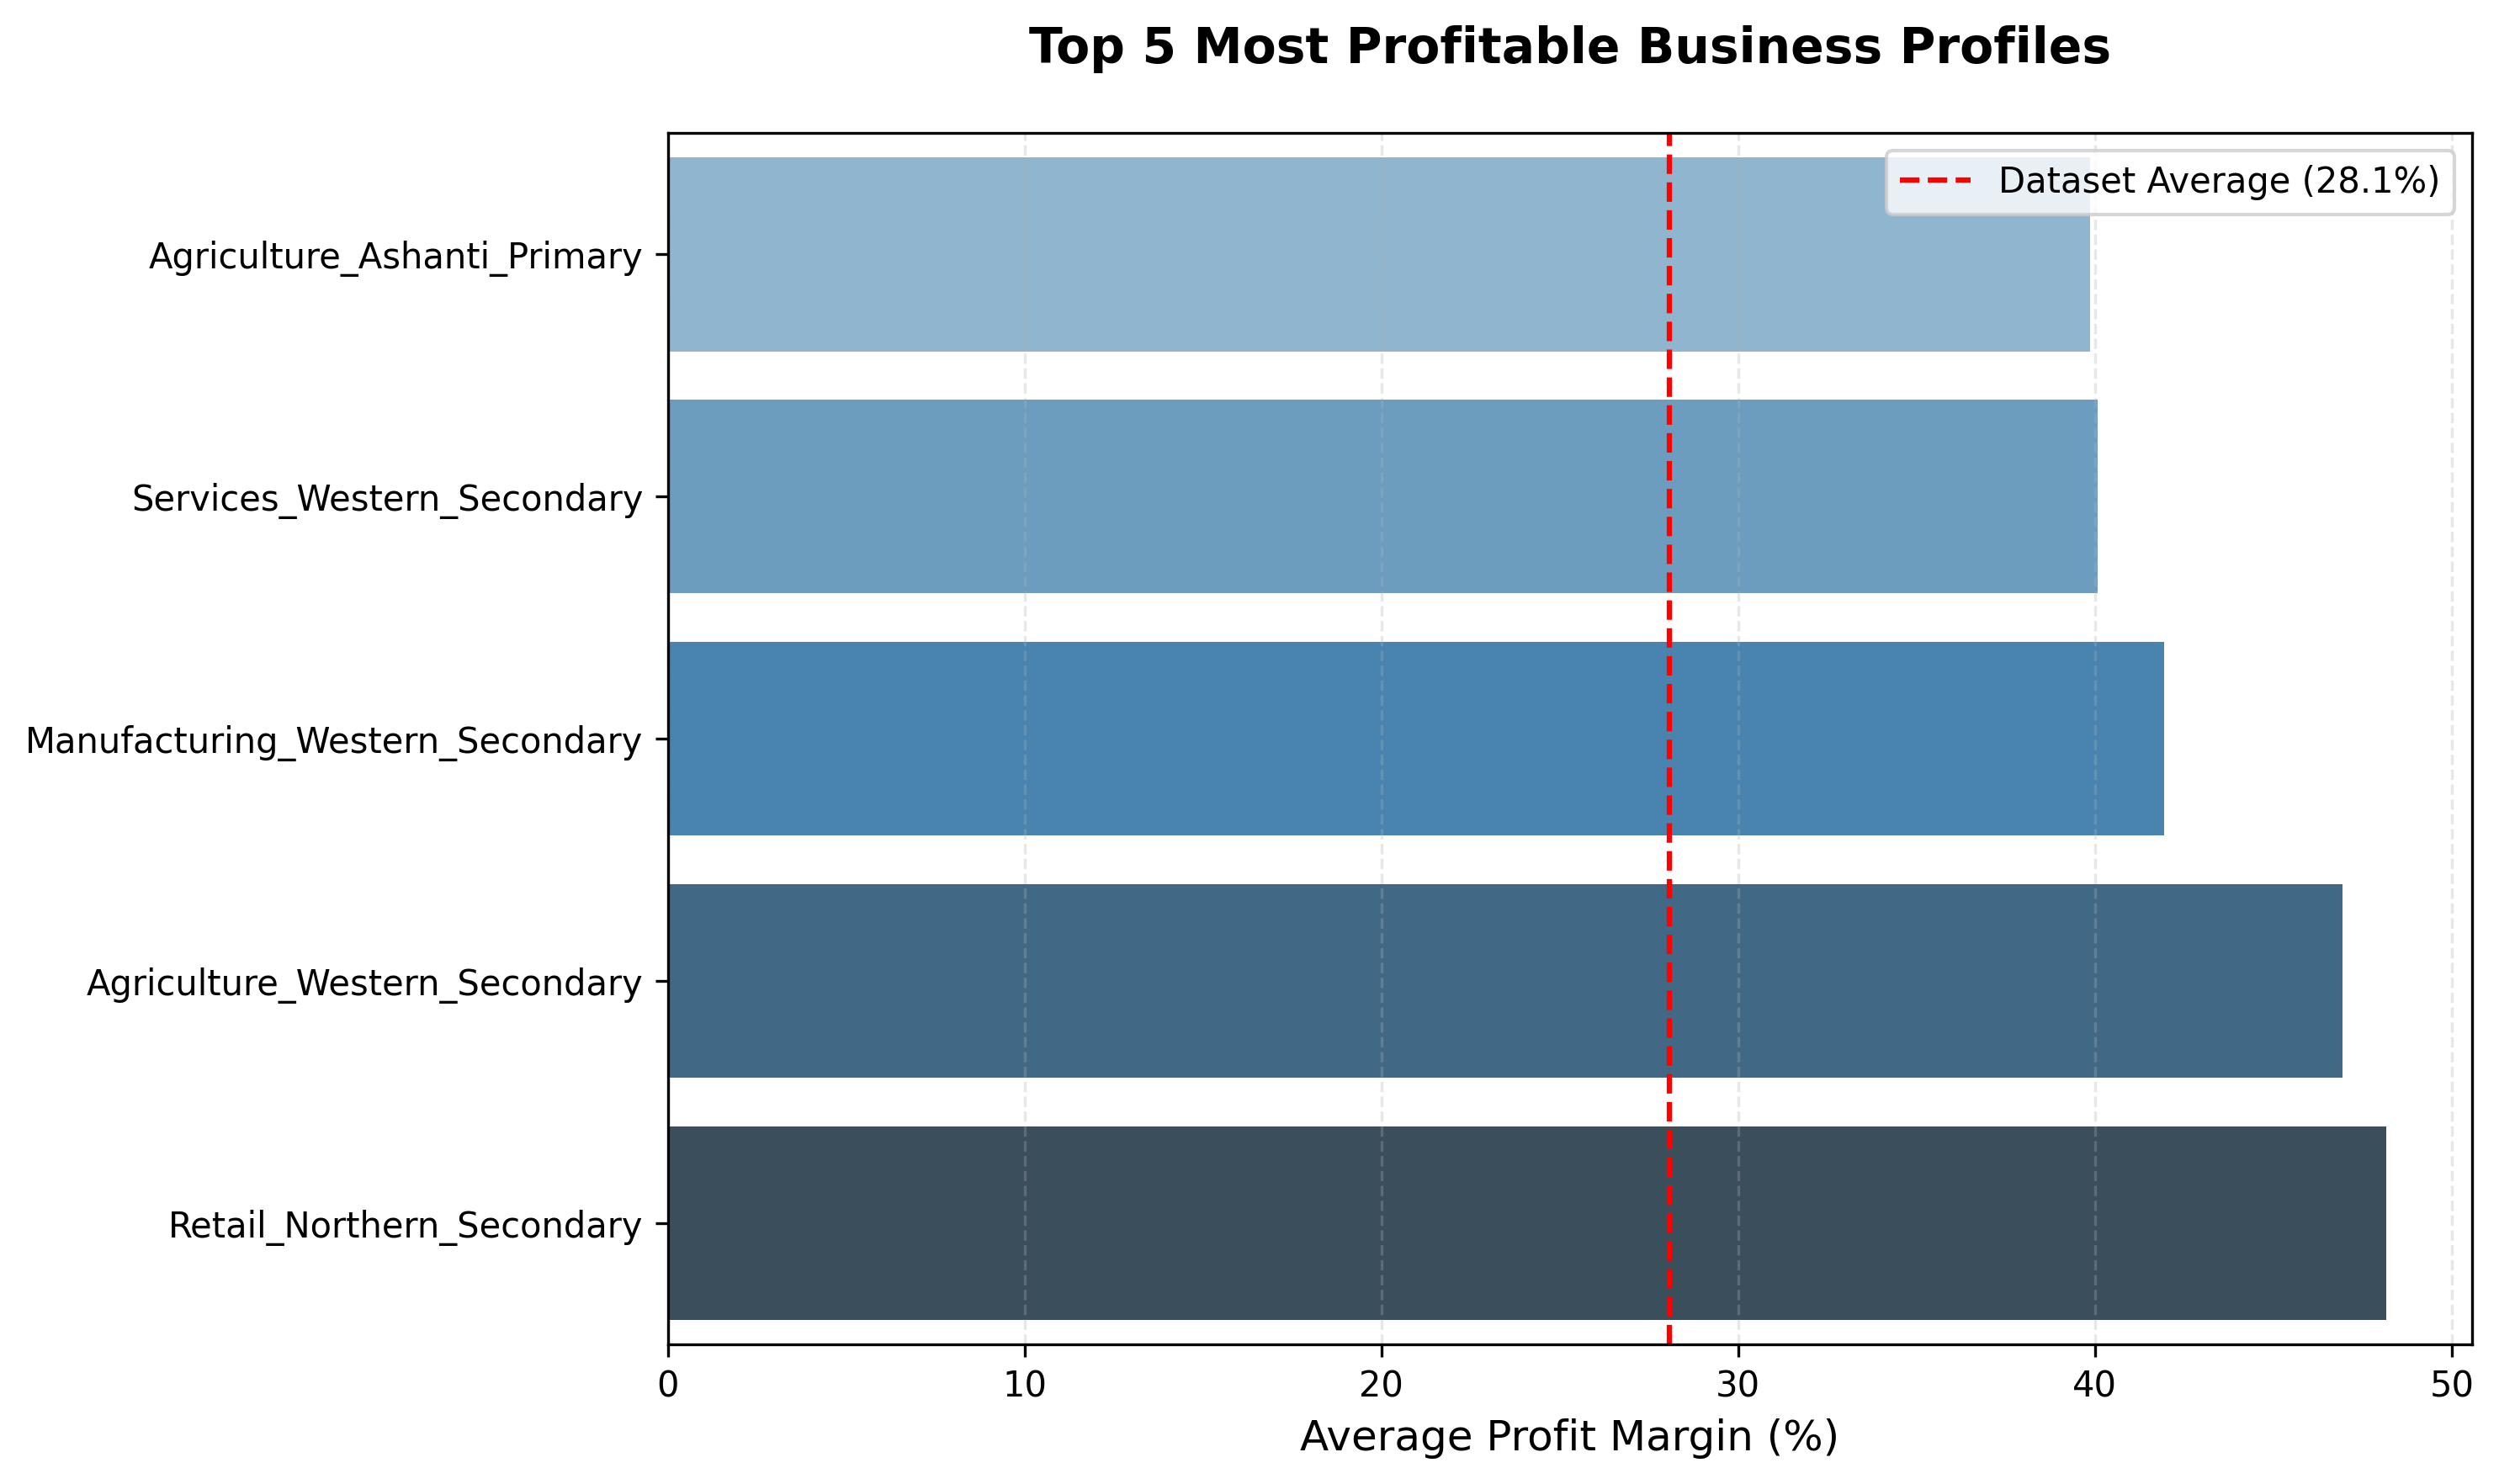 Top 5 Most Profitable Business Profiles
Dataset Average (28.1%)
Agriculture_Ashanti_Primary
Services_Western_Secondary
Manufacturing_Western_Secondary
Agriculture_Western_Secondary
Retail_Northern_Secondary
0 10 20 30 40 50
Average Profit Margin (%)